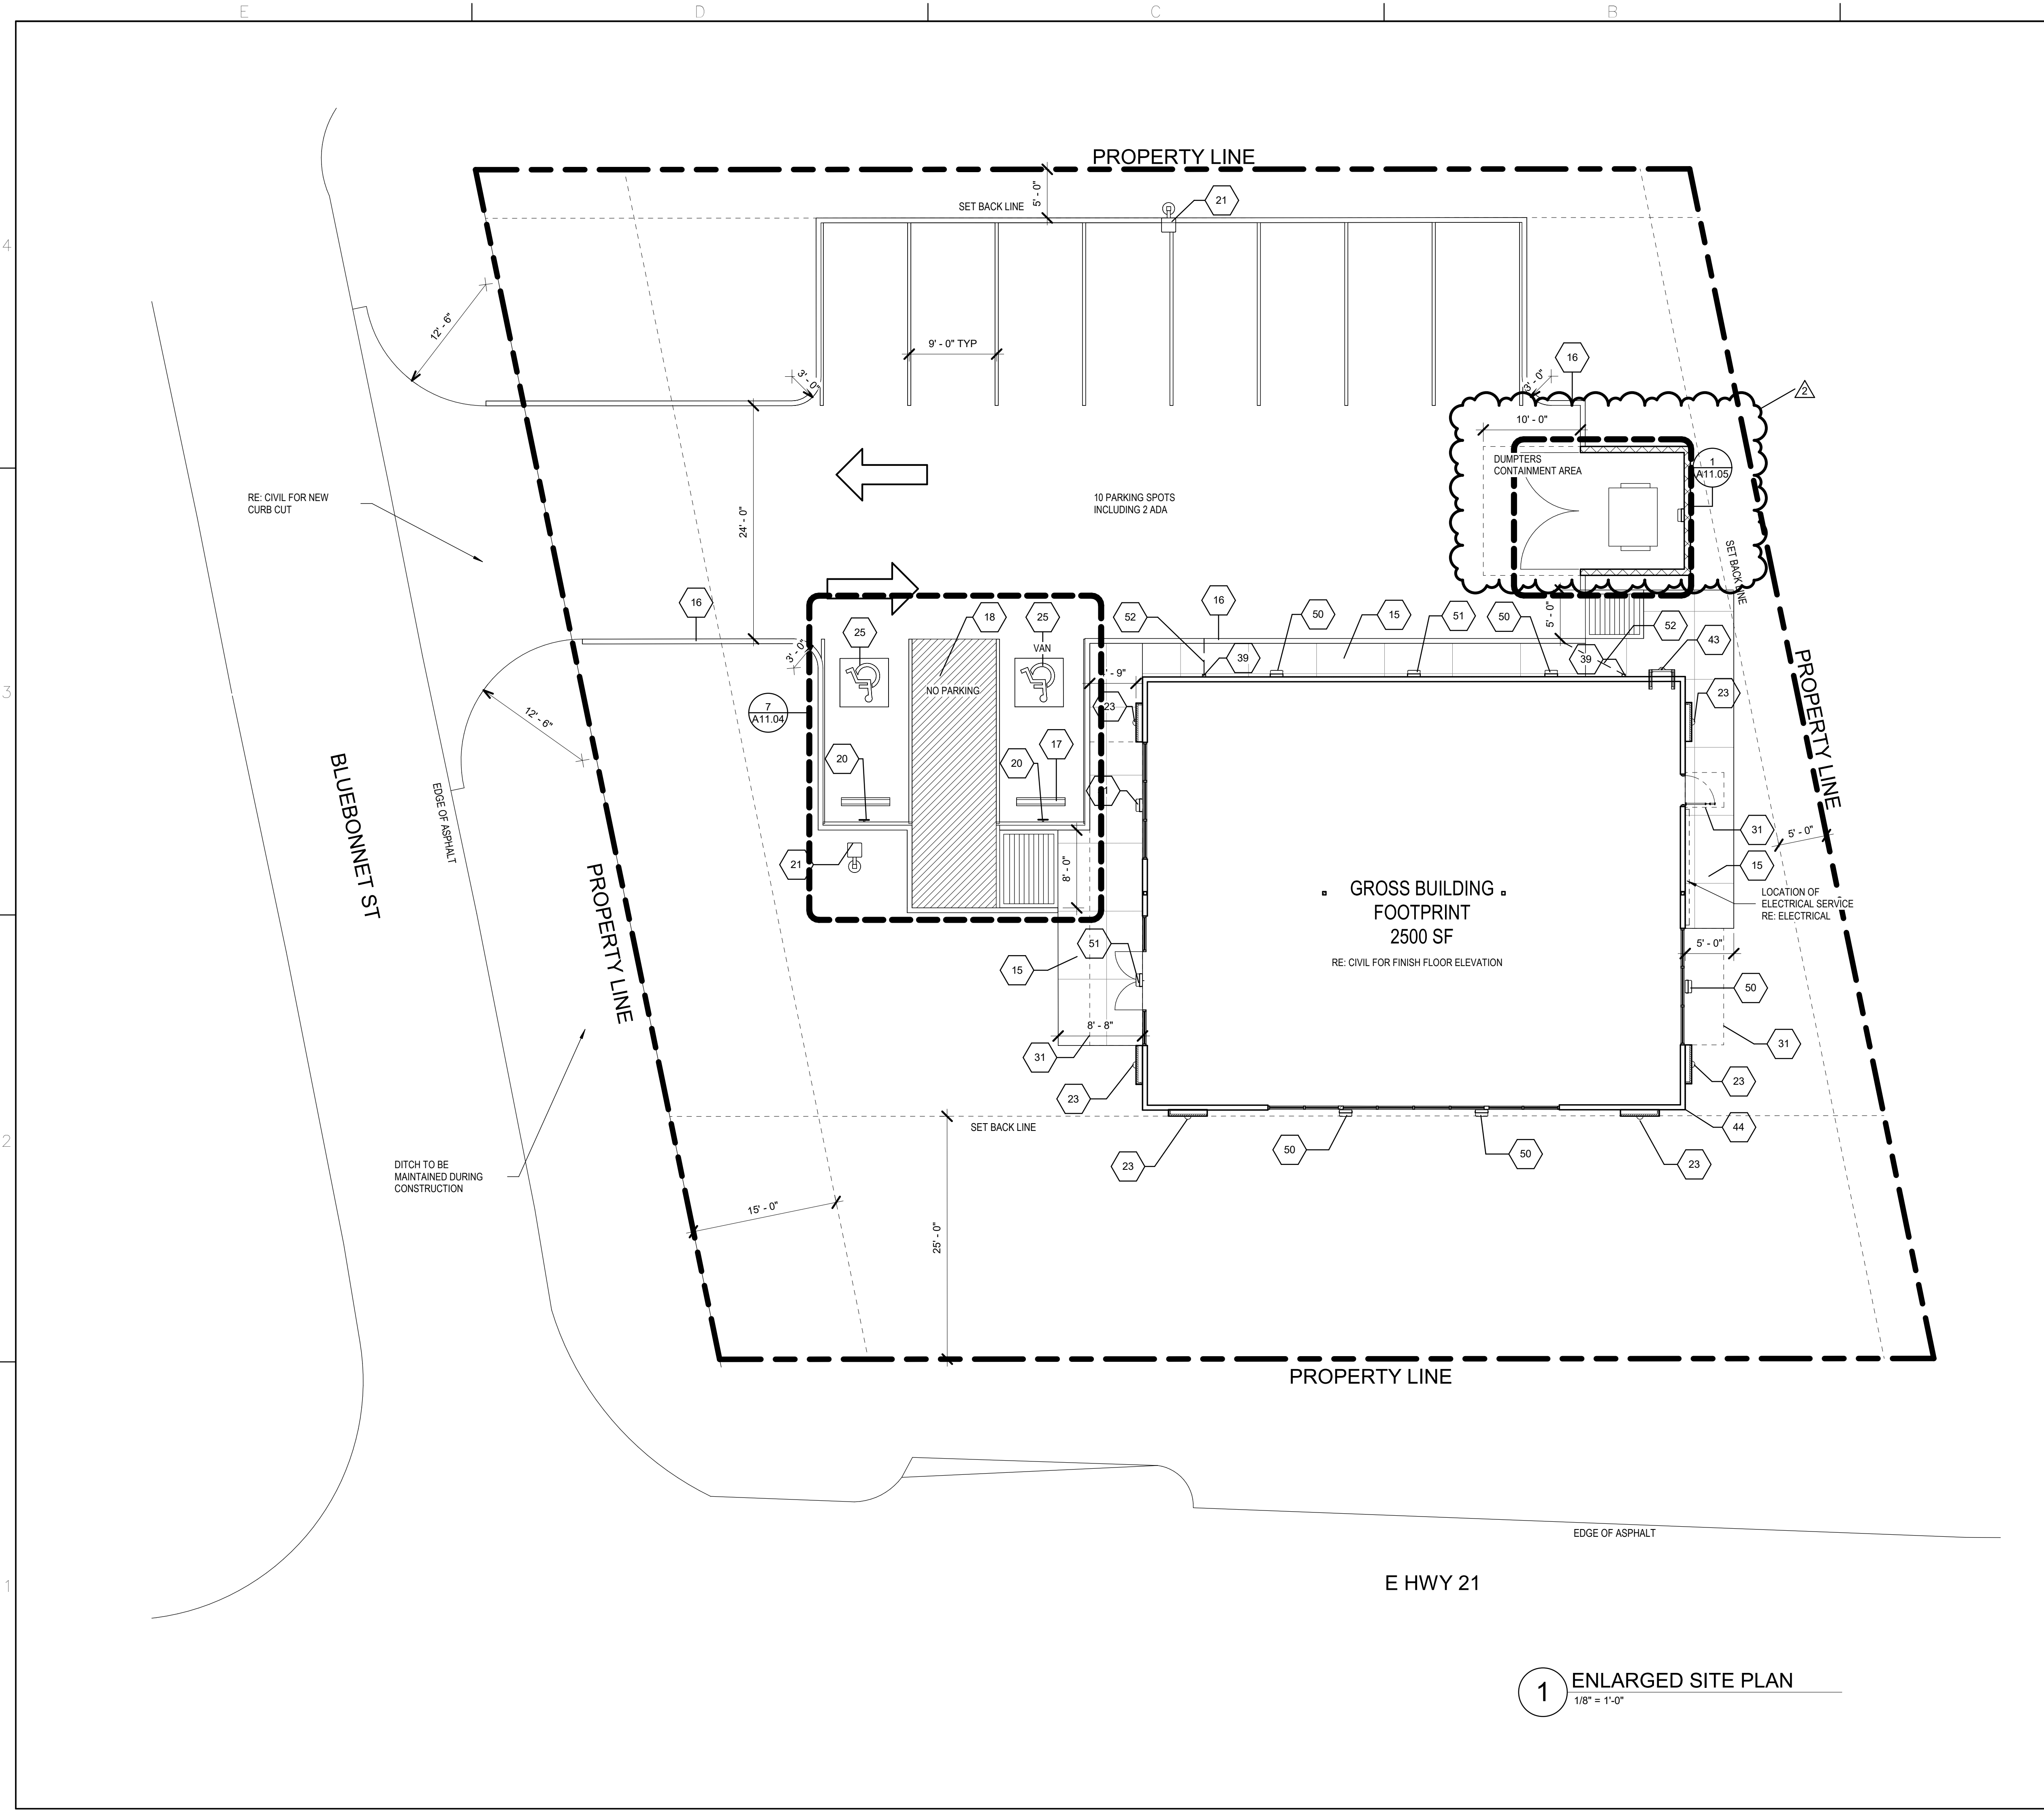 E
D
C
B
4
3
2
1
PROPERTY LINE
SET BACK LINE
5' - 0"
21
12' - 6"
9' - 0" TYP
3' - 0"
3' - 0"
16
2
10' - 0"
DUMPTERS
CONTAINMENT AREA
1
A11.05
RE: CIVIL FOR NEW
CURB CUT
24' - 0"
10 PARKING SPOTS
INCLUDING 2 ADA
SET BACK LINE
16
25
18
25
VAN
52
16
50
15
51
50
5' - 0"
52
43
3' - 0"
NO PARKING
39
39
' - 9"
23
23
7
A11.04
12' - 6"
PROPERTY LINE
20
20
17
BLUEBONNET ST
EDGE OF ASPHALT
31
5' - 0"
21
8' - 0"
15
PROPERTY LINE
GROSS BUILDING
FOOTPRINT
2500 SF
RE: CIVIL FOR FINISH FLOOR ELEVATION
LOCATION OF
ELECTRICAL SERVICE
RE: ELECTRICAL
51
15
5' - 0"
50
8' - 8"
31
31
23
23
SET BACK LINE
44
50
50
23
23
DITCH TO BE
MAINTAINED DURING
CONSTRUCTION
15' - 0"
25' - 0"
PROPERTY LINE
EDGE OF ASPHALT
E HWY 21
1
ENLARGED SITE PLAN
1/8" = 1'-0"